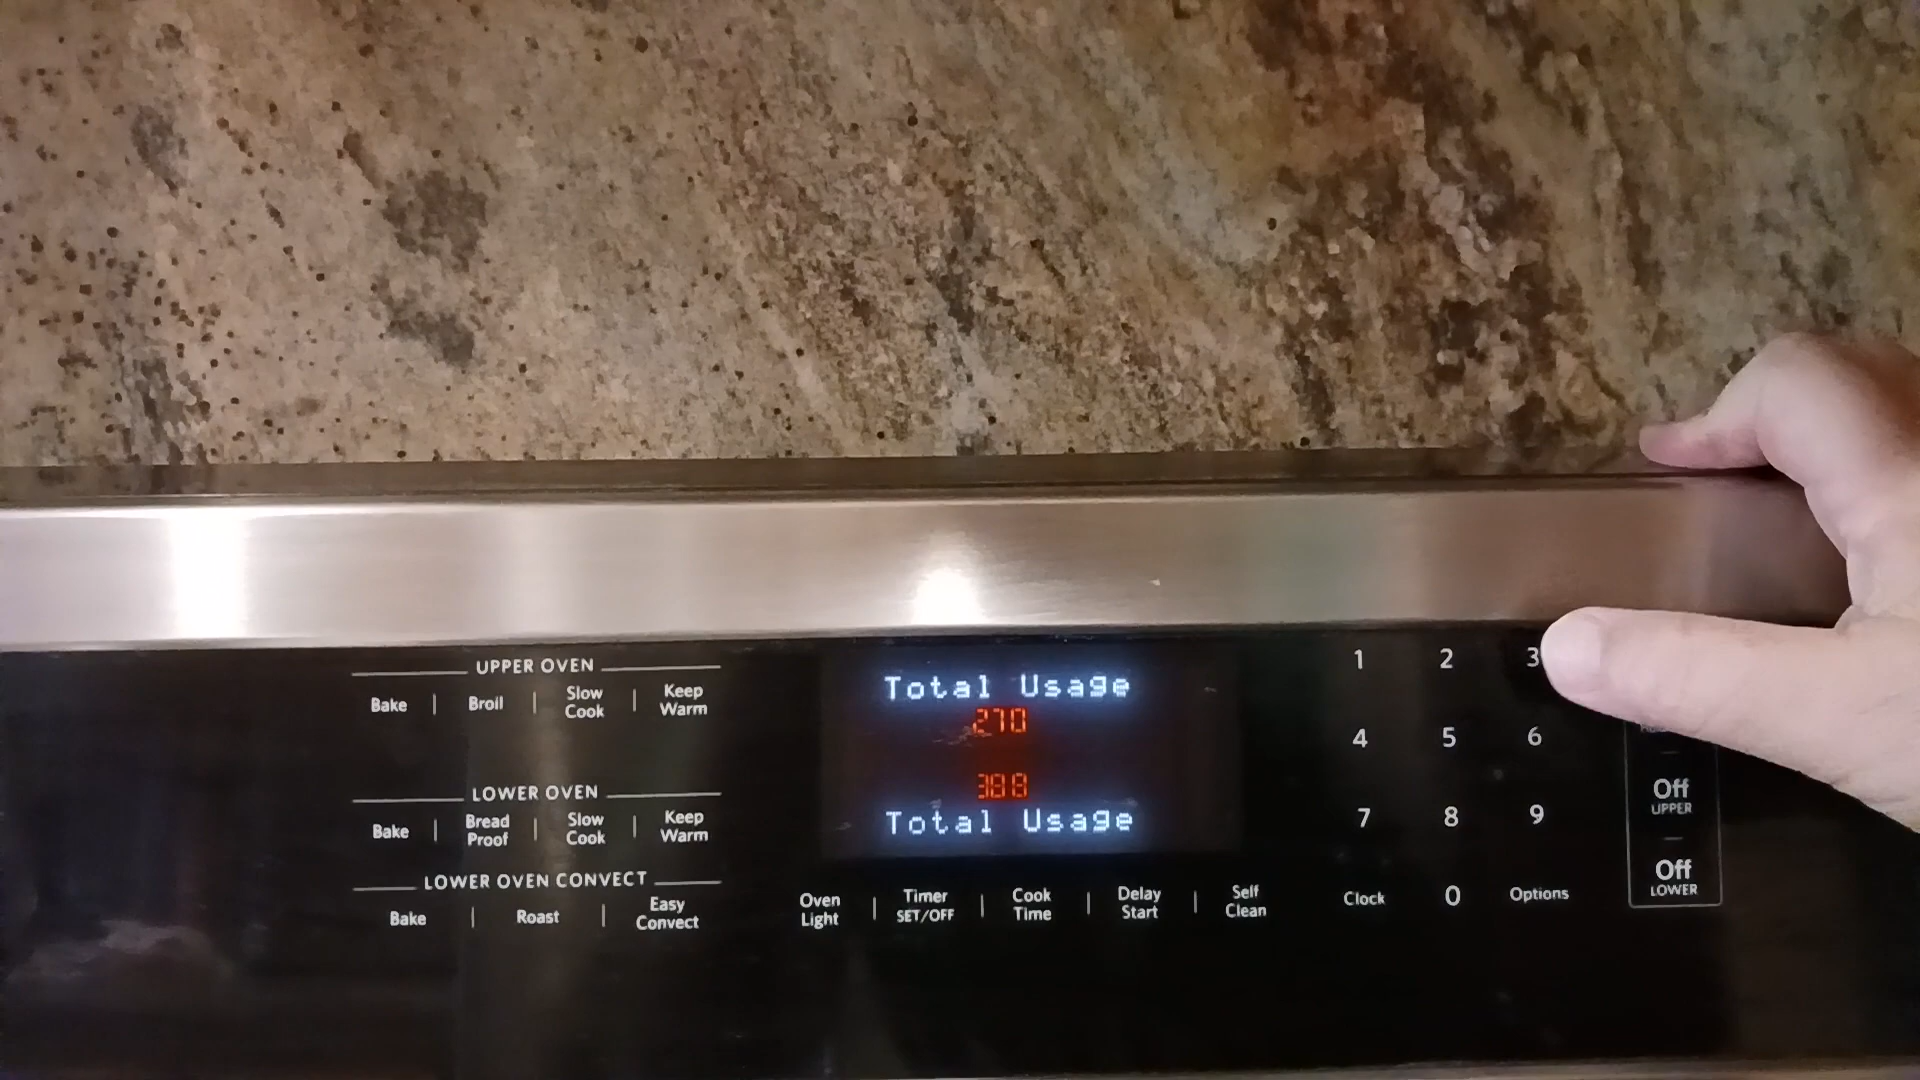 UPPER OVEN
Bake | Broil | Slow Cook | Keep Warm
LOWER OVEN
Bake | Bread Proof | Slow Cook | Keep Warm
LOWER OVEN CONVECT
Bake | Roast | Easy Convect
Total Usage
270
388
Total Usage
Oven Light | Timer SET/OFF | Cook Time | Delay Start | Self Clean
1 2 3
4 5 6
7 8 9
Clock 0 Options
Off
UPPER
Off
LOWER